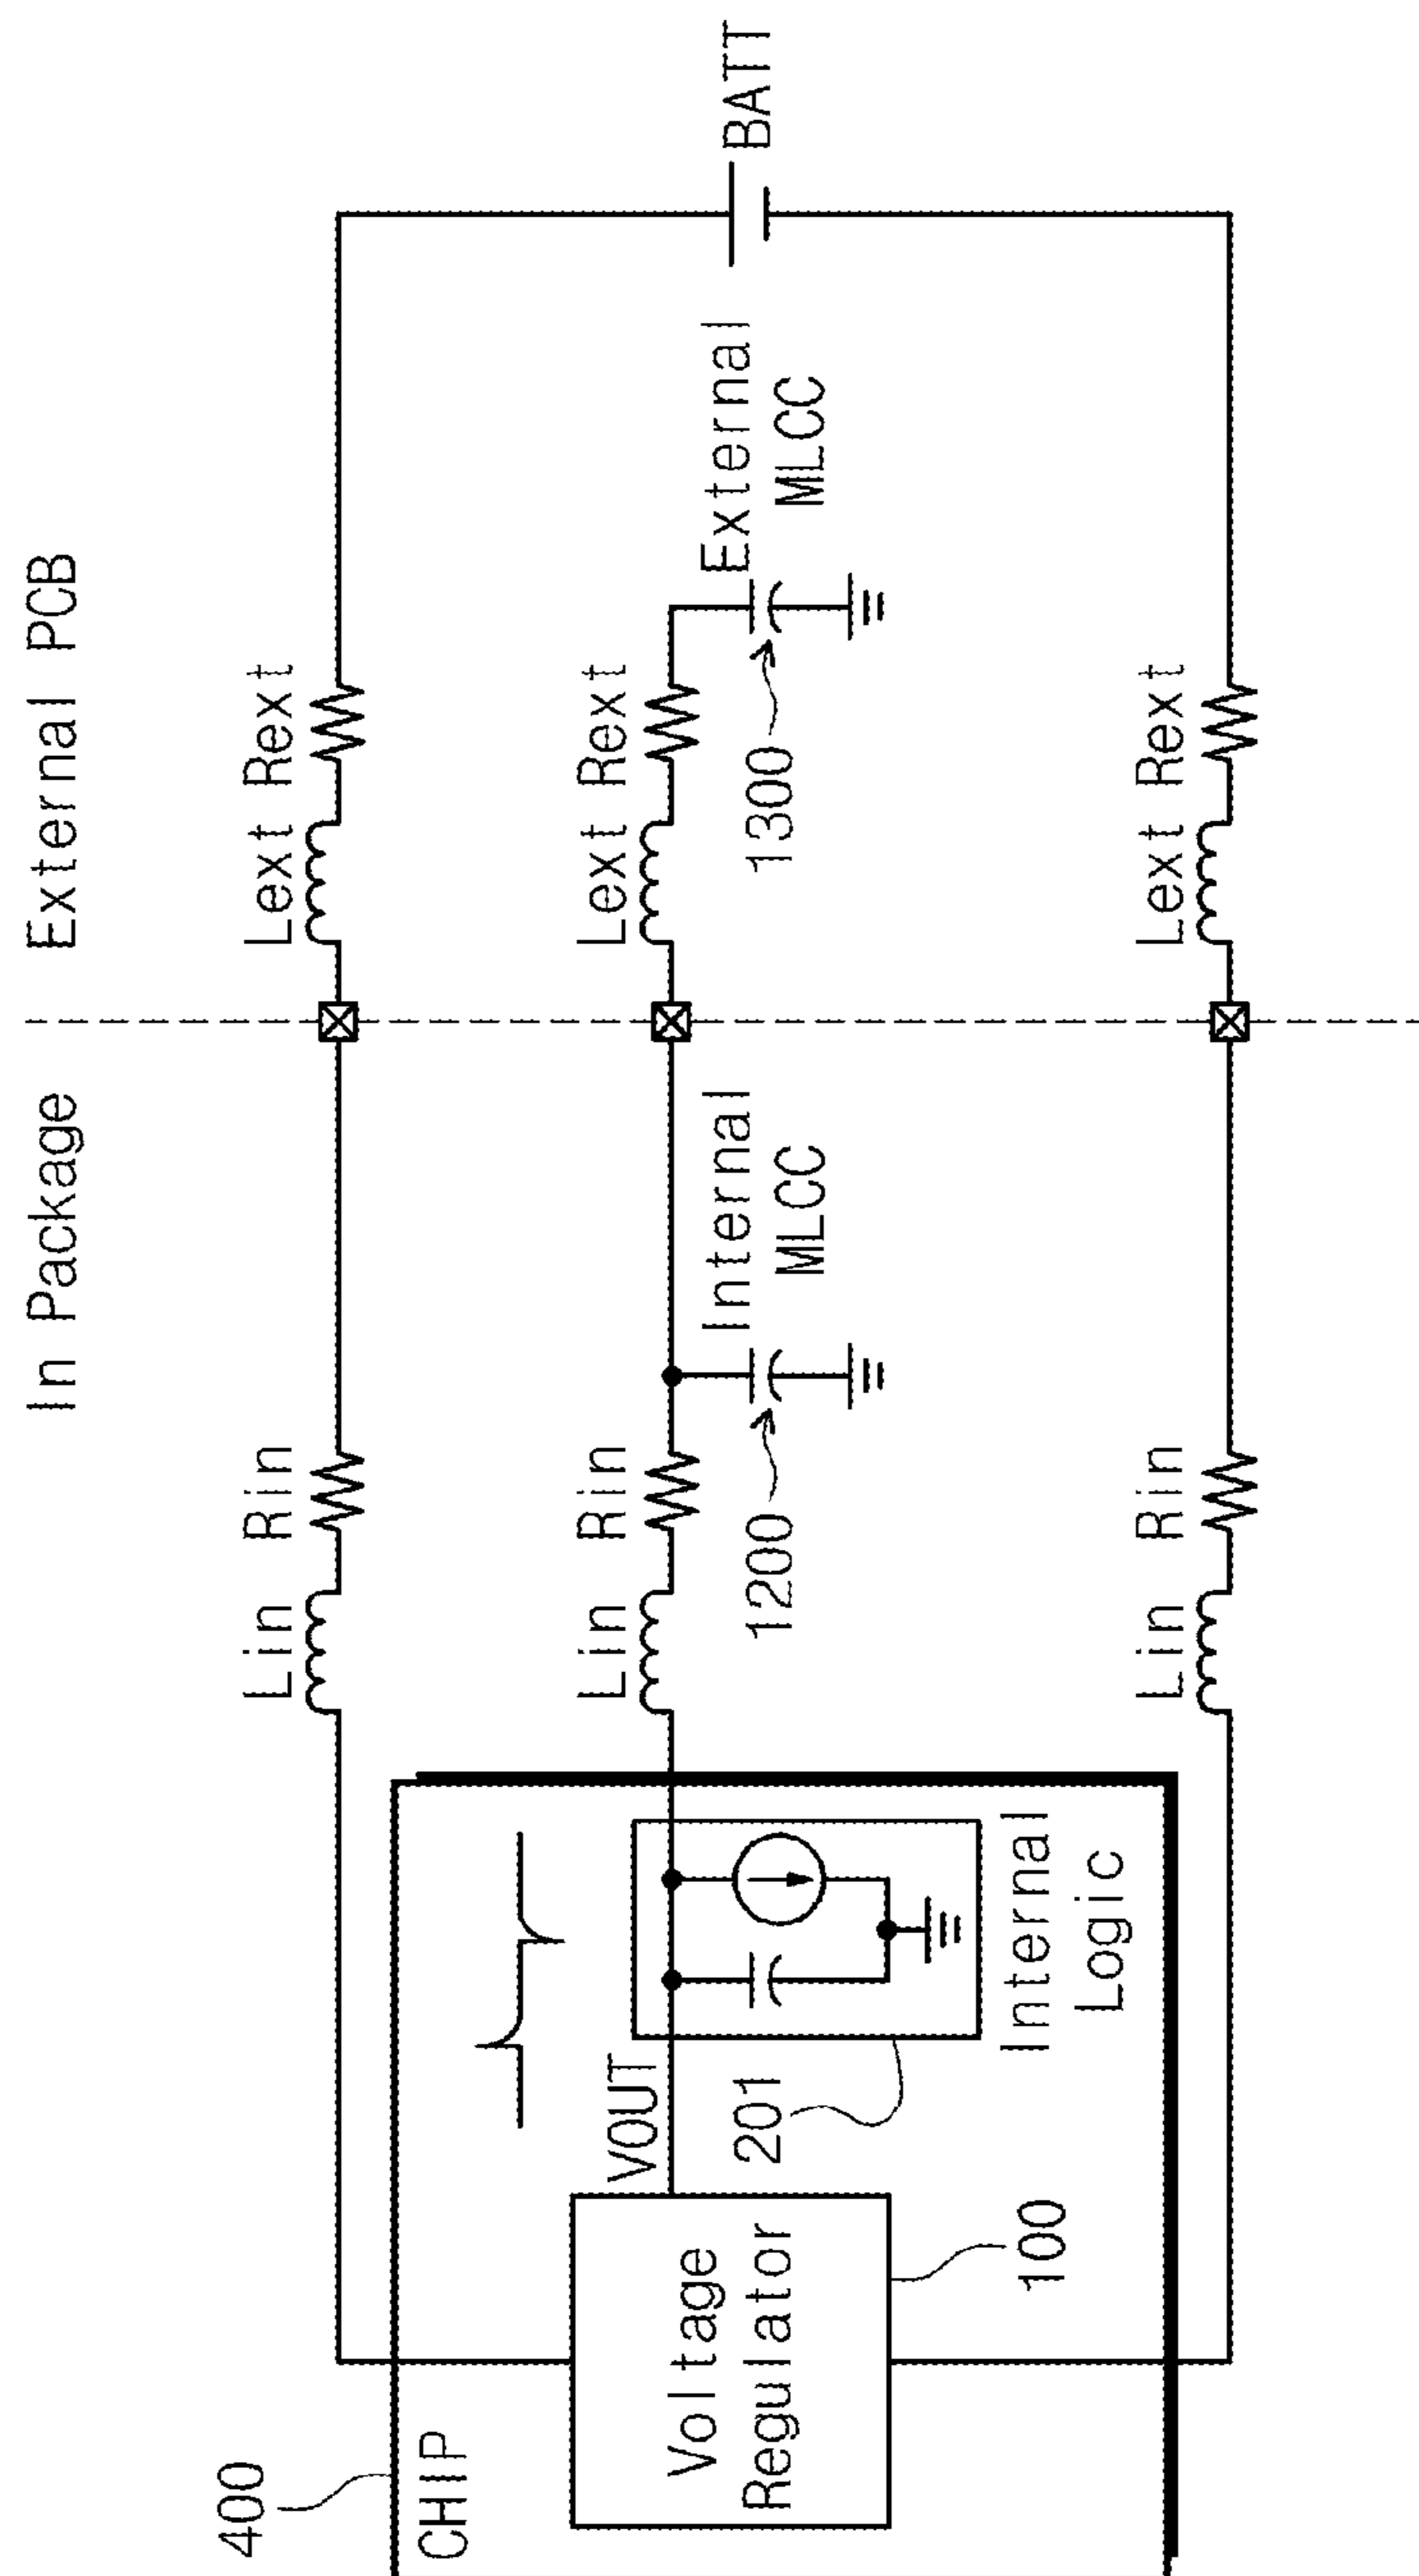 In Package
External PCB
400
CHIP
Lin Rin
Lext Rext
VOUT
Lin Rin
Lext Rext
Voltage
Regulator
201
1200
Internal
MLCC
1300
External
MLCC
BATT
100
Internal
Logic
Lin Rin
Lext Rext